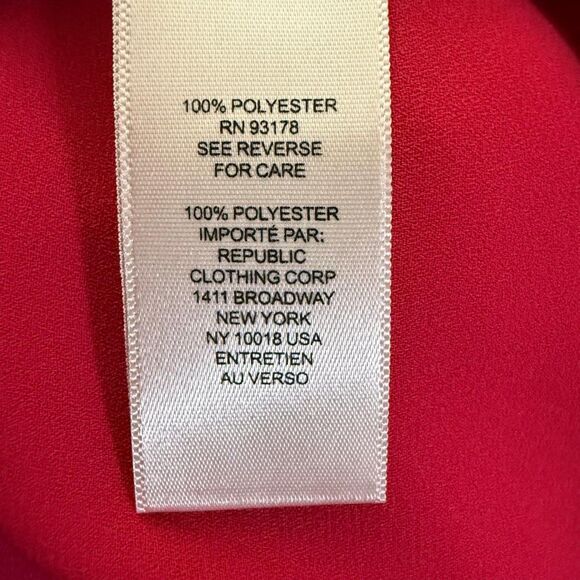 100% POLYESTER
RN 93178
SEE REVERSE
FOR CARE
100% POLYESTER
IMPORTÉ PAR:
REPUBLIC
CLOTHING CORP
1411 BROADWAY
NEW YORK
NY 10018 USA
ENTRETIEN
AU VERSO